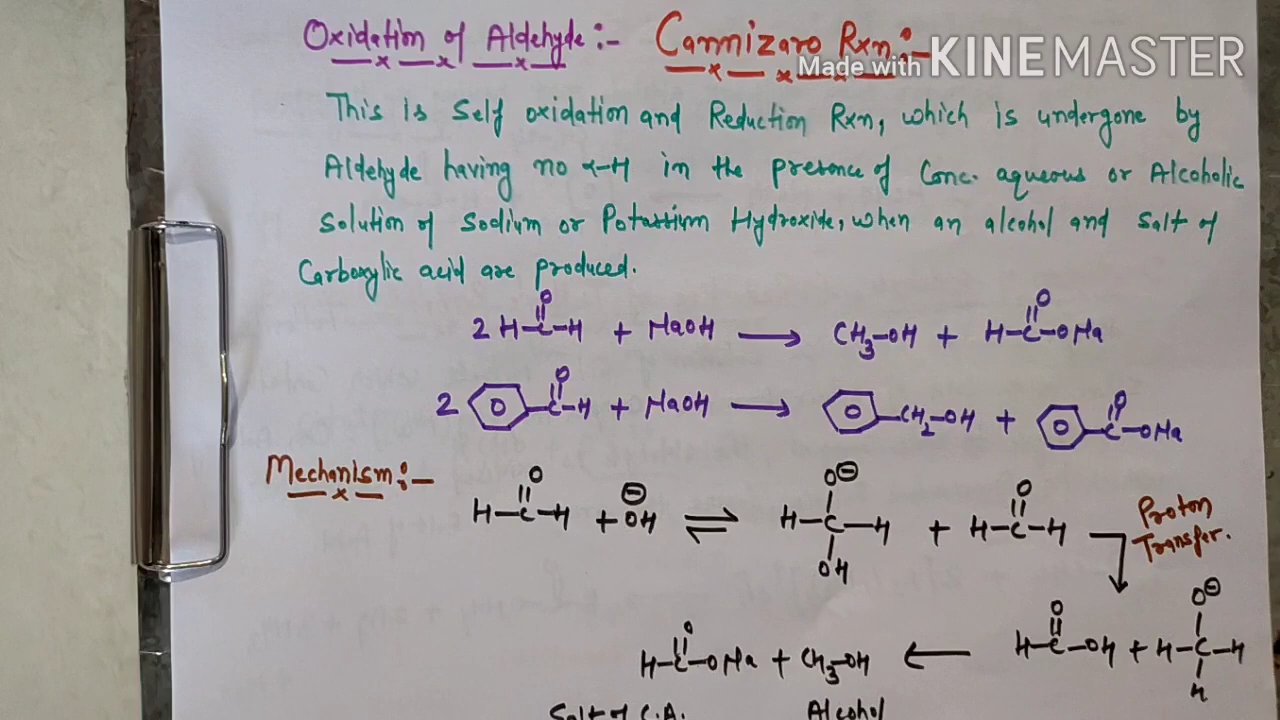 Oxidation of Aldehyde:- Cannizaro Rxn:-
Made with KINEMASTER
This is Self oxidation and Reduction Rxn, which is undergone by
Aldehyde having no α-H in the presence of Conc. aqueous or Alcoholic
solution of Sodium or Potassium Hydroxide, when an alcohol and salt of
Carboxylic acid are produced.
2 H-C(=O)-H + NaOH → CH₃-OH + H-C(=O)-ONa
2 C(=O)-H + NaOH → CH₂-OH + C(=O)-ONa
Mechanism:-
H-C(=O)-H + ⊖OH ⇌ H-C(O⊖)(OH)-H + H-C(=O)-H
Proton
Transfer.
H-C(=O)-OH + H-C(O⊖)(H)-H
H-C(=O)-ONa + CH₃-OH ←
Salt of C.A. Alcohol